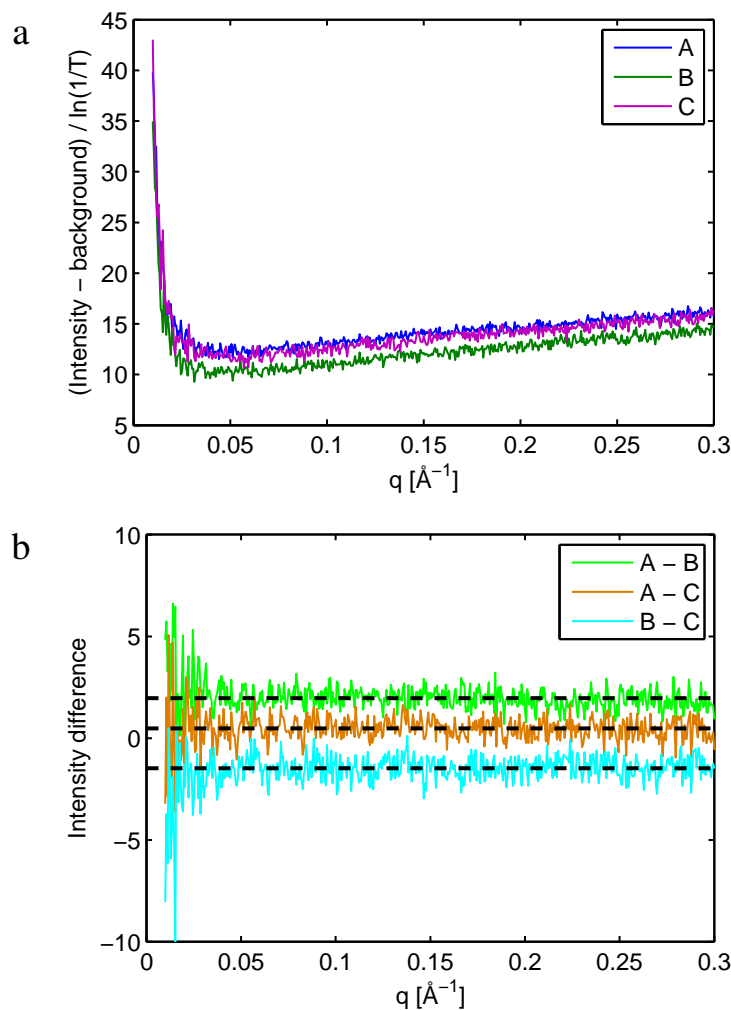 a
45
40
35
30
25
20
15
10
5
(Intensity − background) / ln(1/T)
A
B
C
0 0.05 0.1 0.15 0.2 0.25 0.3
q [Å⁻¹]
b
10
5
0
−5
−10
Intensity difference
A − B
A − C
B − C
0 0.05 0.1 0.15 0.2 0.25 0.3
q [Å⁻¹]